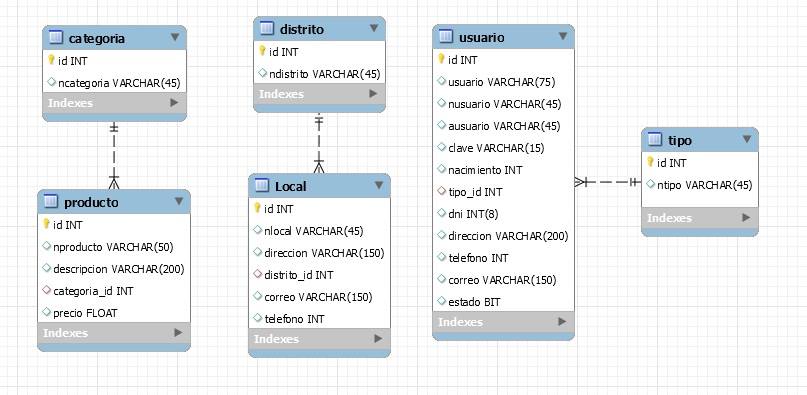 categoria
id INT
ncategoria VARCHAR(45)
Indexes
distrito
id INT
ndistrito VARCHAR(45)
Indexes
usuario
id INT
usuario VARCHAR(75)
nusuario VARCHAR(45)
ausuario VARCHAR(45)
clave VARCHAR(15)
nacimiento INT
tipo_id INT
dni INT(8)
direccion VARCHAR(200)
telefono INT
correo VARCHAR(150)
estado BIT
Indexes
tipo
id INT
ntipo VARCHAR(45)
Indexes
producto
id INT
nproducto VARCHAR(50)
descripcion VARCHAR(200)
categoria_id INT
precio FLOAT
Indexes
Local
id INT
nlocal VARCHAR(45)
direccion VARCHAR(150)
distrito_id INT
correo VARCHAR(150)
telefono INT
Indexes